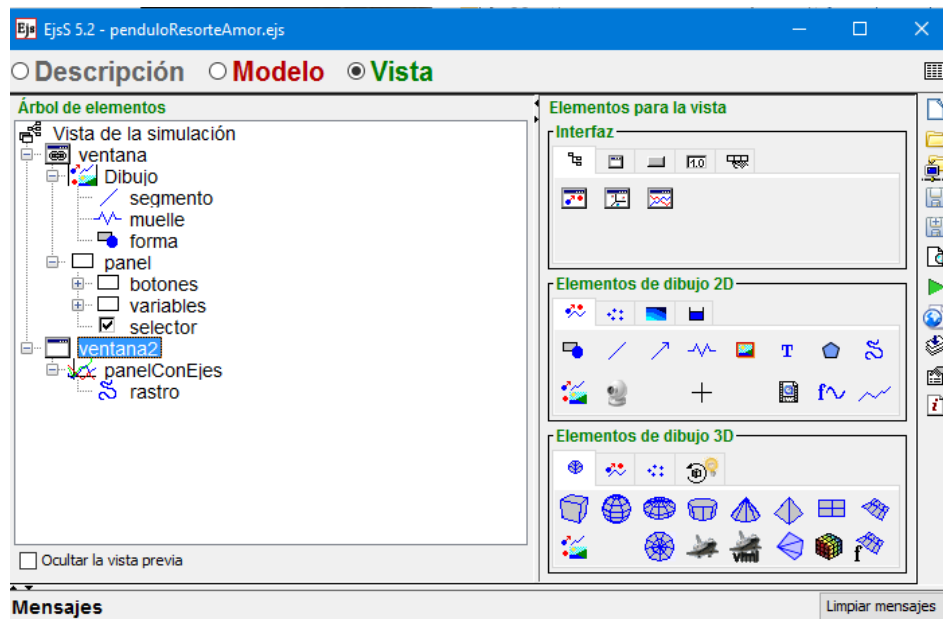 Ejs EjsS 5.2 - penduloResorteAmor.ejs
Descripción Modelo Vista
Árbol de elementos
Vista de la simulación
ventana
Dibujo
segmento
muelle
forma
panel
botones
variables
selector
ventana2
panelConEjes
rastro
Ocultar la vista previa
Elementos para la vista
Interfaz
1.0
Elementos de dibujo 2D
T
f
Elementos de dibujo 3D
vrml
f
Mensajes
Limpiar mensajes